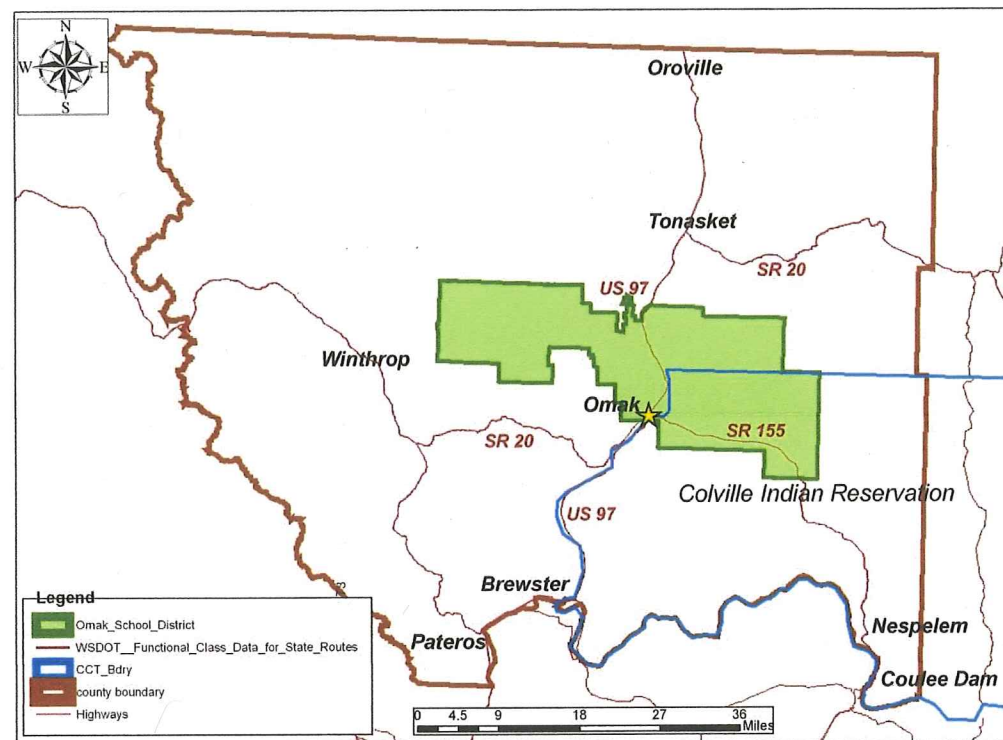 N
W E
S
Oroville
Tonasket
SR 20
US 97
Winthrop
Omak
SR 20
SR 155
Colville Indian Reservation
US 97
Brewster
Pateros
Nespelem
Coulee Dam
Legend
Omak_School_District
WSDOT__Functional_Class_Data_for_State_Routes
CCT_Bdry
county boundary
Highways
0 4.5 9 18 27 36
Miles